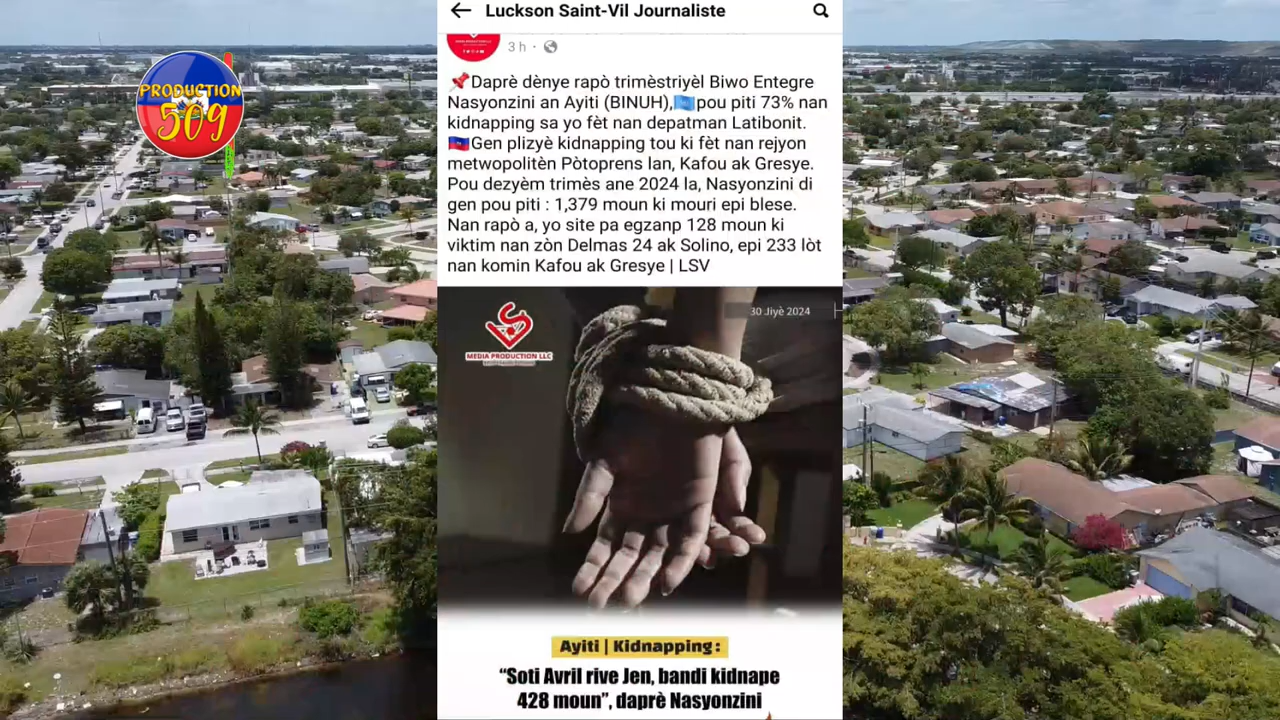 PRODUCTION
509
Luckson Saint-Vil Journaliste
3 h ·
📌Daprè dènye rapò trimèstriyèl Biwo Entegre
Nasyonzini an Ayiti (BINUH),🇺🇳pou piti 73% nan
kidnapping sa yo fèt nan depatman Latibonit.
🇭🇹Gen plizyè kidnapping tou ki fèt nan rejyon
metwopolitèn Pòtoprens lan, Kafou ak Gresye.
Pou dezyèm trimès ane 2024 la, Nasyonzini di
gen pou piti : 1,379 moun ki mouri epi blese.
Nan rapò a, yo site pa egzanp 128 moun ki
viktim nan zòn Delmas 24 ak Solino, epi 233 lòt
nan komin Kafou ak Gresye | LSV
30 Jiyè 2024
MEDIA PRODUCTION LLC
Ayiti | Kidnapping :
“Soti Avril rive Jen, bandi kidnape
428 moun”, daprè Nasyonzini